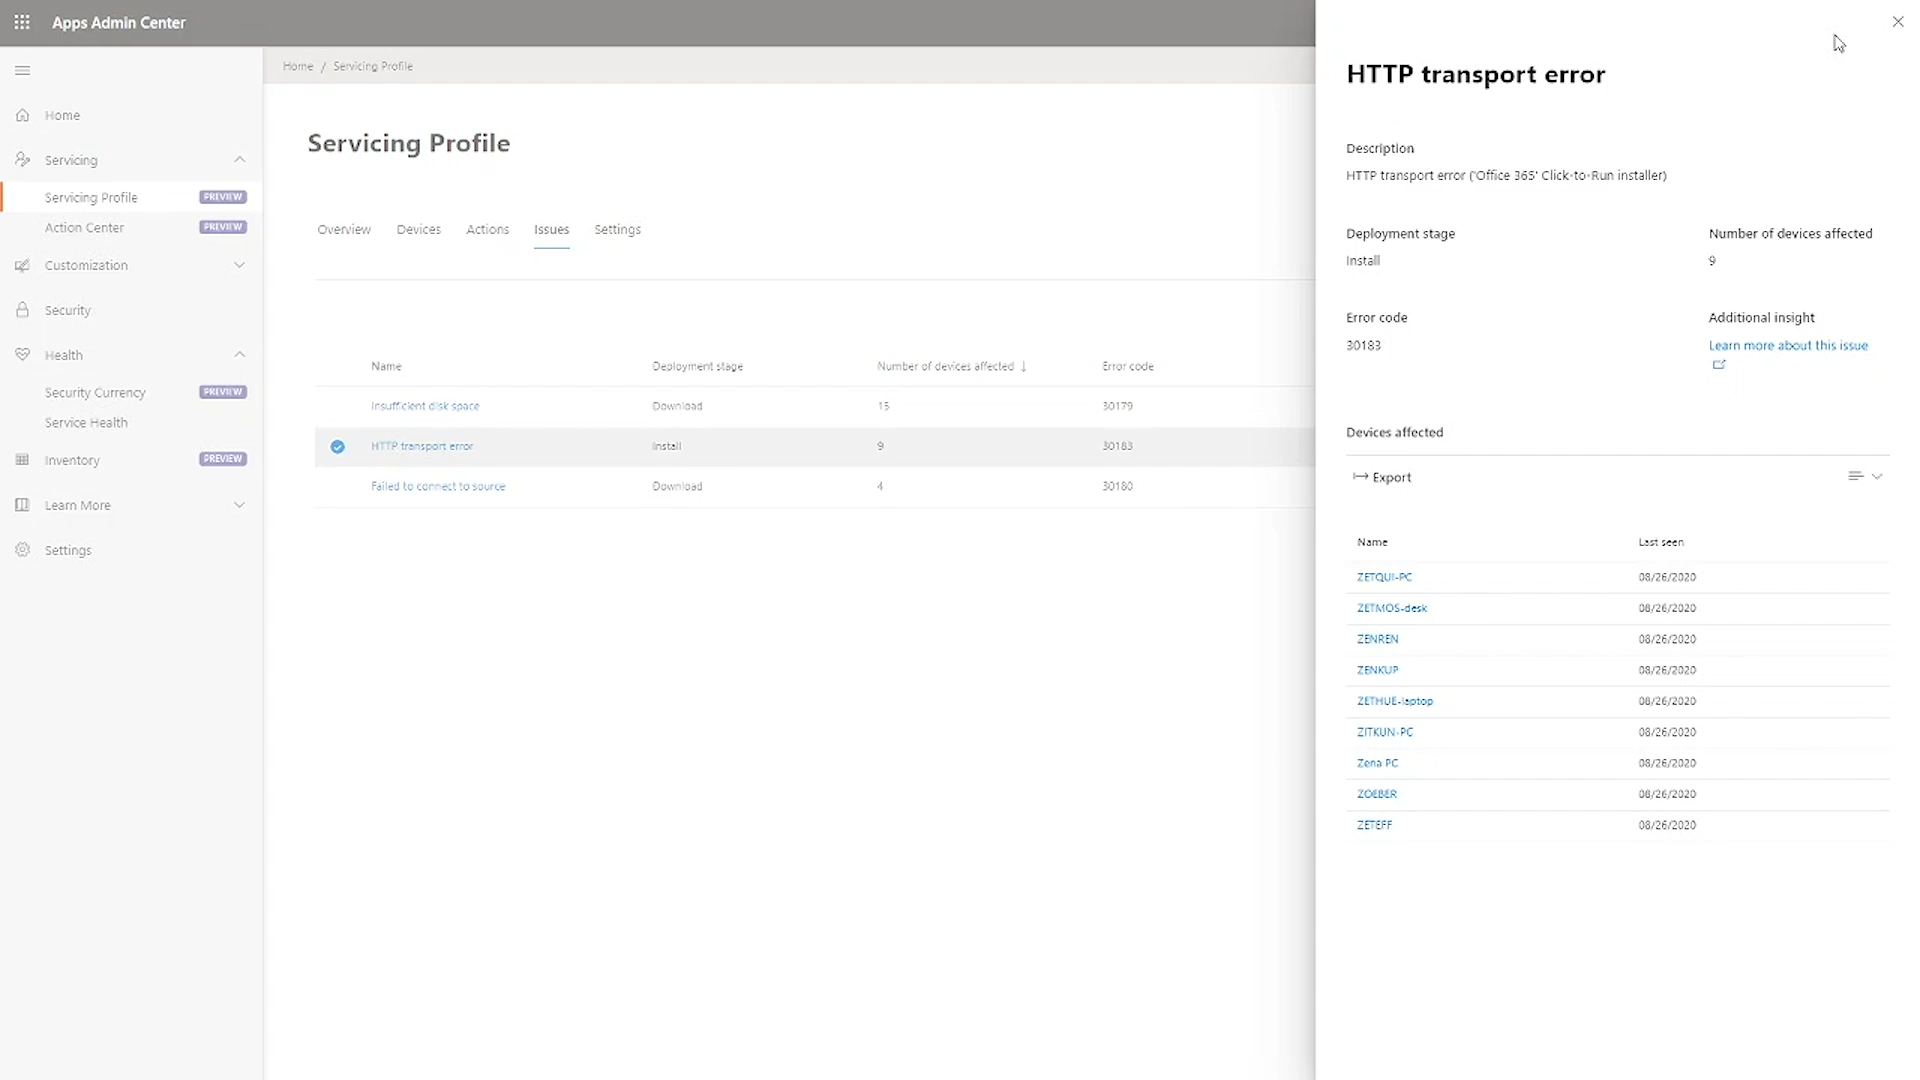 Apps Admin Center
Home
Servicing
Servicing Profile PREVIEW
Action Center PREVIEW
Customization
Security
Health
Security Currency PREVIEW
Service Health
Inventory PREVIEW
Learn More
Settings
Home / Servicing Profile
Servicing Profile
Overview Devices Actions Issues Settings
Name Deployment stage Number of devices affected ↓ Error code
Insufficient disk space Download 15 30179
HTTP transport error Install 9 30183
Failed to connect to source Download 4 30180
HTTP transport error
Description
HTTP transport error ('Office 365' Click-to-Run installer)
Deployment stage Number of devices affected
Install 9
Error code Additional insight
30183 Learn more about this issue
Devices affected
Export
Name Last seen
ZETQUI-PC 08/26/2020
ZETMOS-desk 08/26/2020
ZENREN 08/26/2020
ZENKUP 08/26/2020
ZETHUE-laptop 08/26/2020
ZITKUN-PC 08/26/2020
Zena PC 08/26/2020
ZOEBER 08/26/2020
ZETEFF 08/26/2020